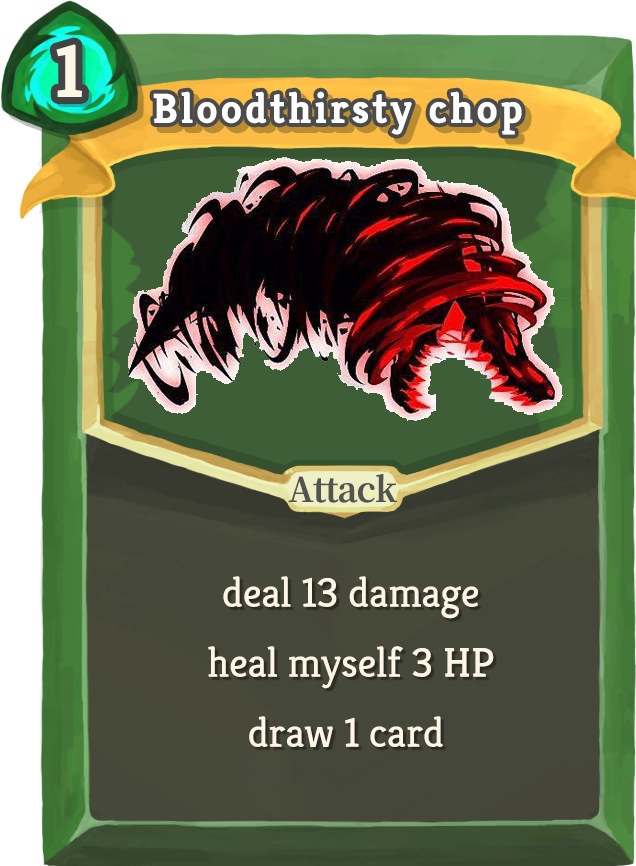 1
Bloodthirsty chop
Attack
deal 13 damage
heal myself 3 HP
draw 1 card